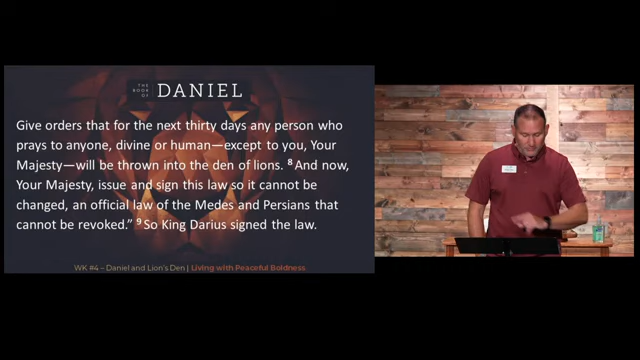 THE
BOOK
OF
DANIEL
Give orders that for the next thirty days any person who
prays to anyone, divine or human—except to you, Your
Majesty—will be thrown into the den of lions. ⁸ And now,
Your Majesty, issue and sign this law so it cannot be
changed, an official law of the Medes and Persians that
cannot be revoked.” ⁹ So King Darius signed the law.
WK #4 – Daniel and Lion's Den | Living with Peaceful Boldness